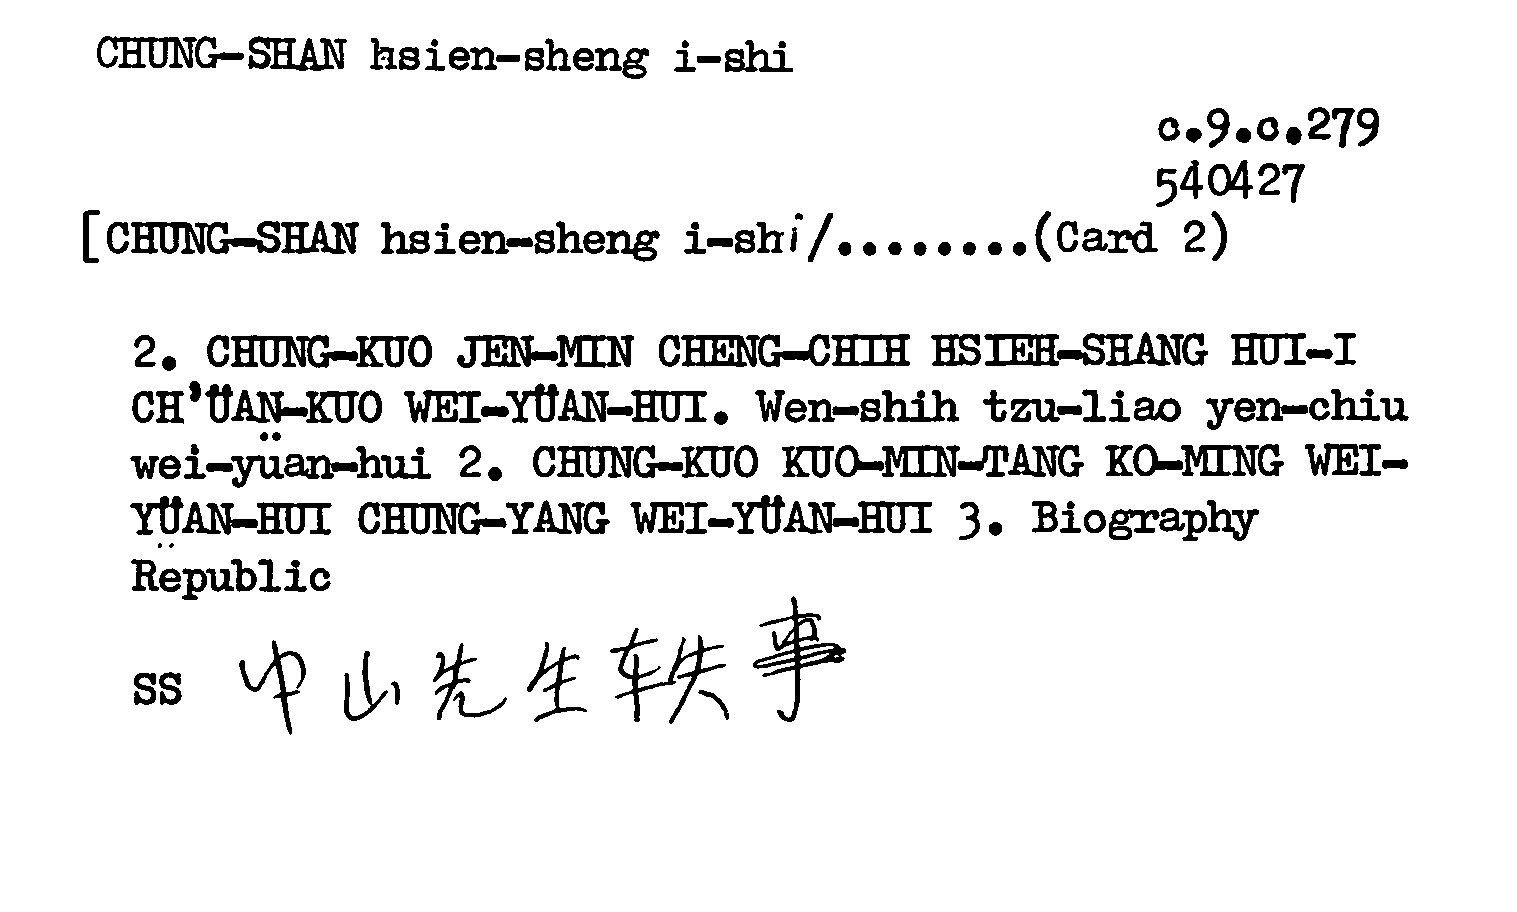 CHUNG-SHAN hsien-sheng i-shi
c.9.c.279
540427
[CHUNG-SHAN hsien-sheng i-shi/........(Card 2)
2. CHUNG-KUO JEN-MIN CHENG-CHIH HSIEH-SHANG HUI-I
CH'ÜAN-KUO WEI-YÜAN-HUI. Wen-shih tzu-liao yen-chiu
wei-yüan-hui 2. CHUNG-KUO KUO-MIN-TANG KO-MING WEI-
YÜAN-HUI CHUNG-YANG WEI-YÜAN-HUI 3. Biography
Republic
SS 中山先生轶事